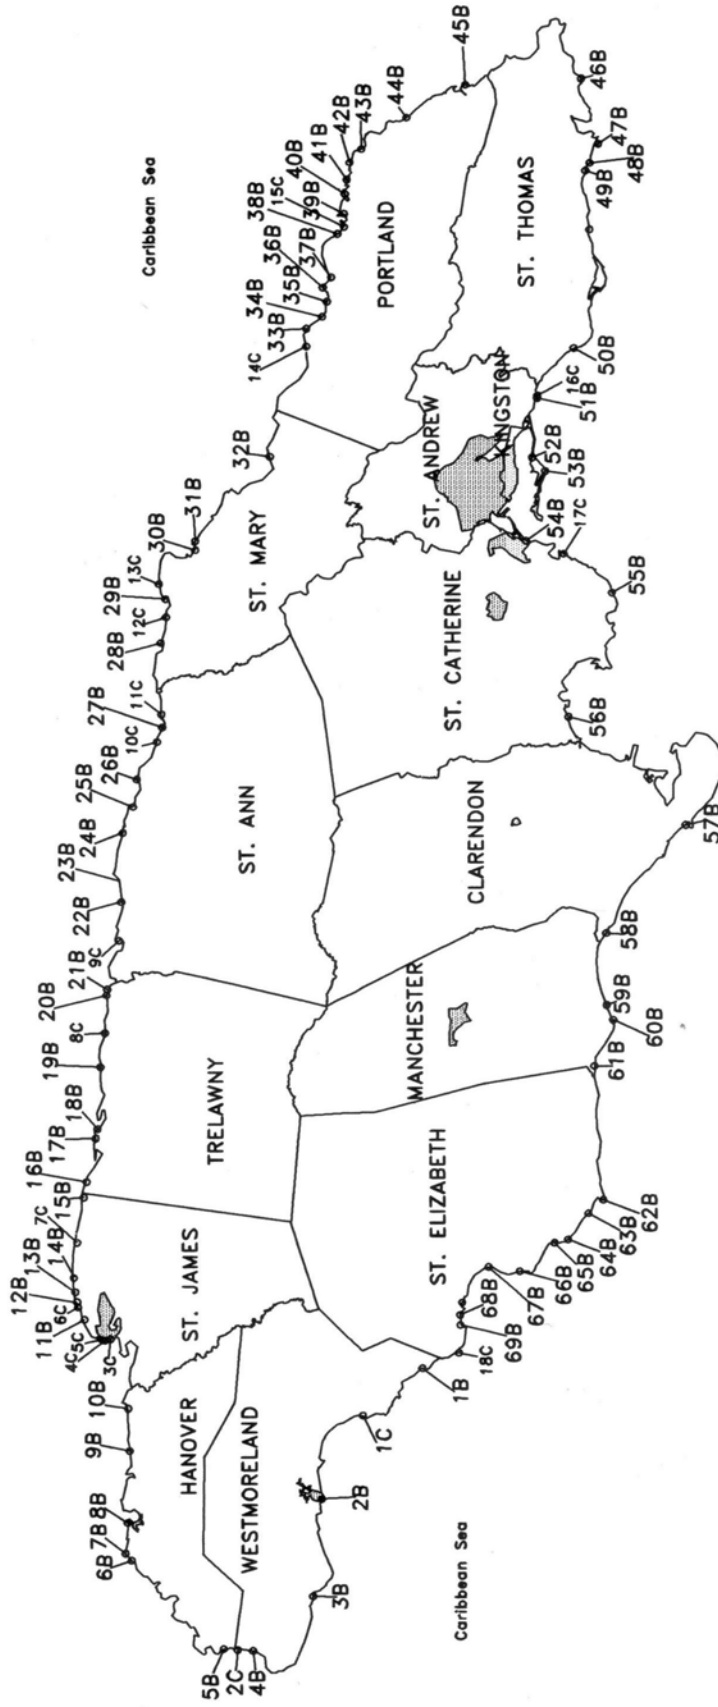 Caribbean Sea
5B
2C
4B
6B
7B
8B
9B
10B
3C
4C
5C
11B
6C
12B
13B
14B
7C
15B
16B
17B
18B
19B
8C
20B
21B
9C
22B
23B
24B
25B
26B
10C
27B
11C
28B
12C
29B
13C
30B
31B
32B
14C
33B
34B
35B
36B
37B
38B
39B
15C
40B
41B
42B
43B
44B
45B
HANOVER
WESTMORELAND
ST. JAMES
TRELAWNY
ST. ANN
ST. MARY
PORTLAND
ST. ELIZABETH
MANCHESTER
CLARENDON
ST. CATHERINE
ST. ANDREW
KINGSTON
ST. THOMAS
3B
2B
1C
1B
18C
69B
68B
67B
66B
65B
64B
63B
62B
61B
60B
59B
58B
57B
56B
55B
17C
54B
53B
52B
51B
16C
50B
49B
48B
47B
46B
Caribbean Sea